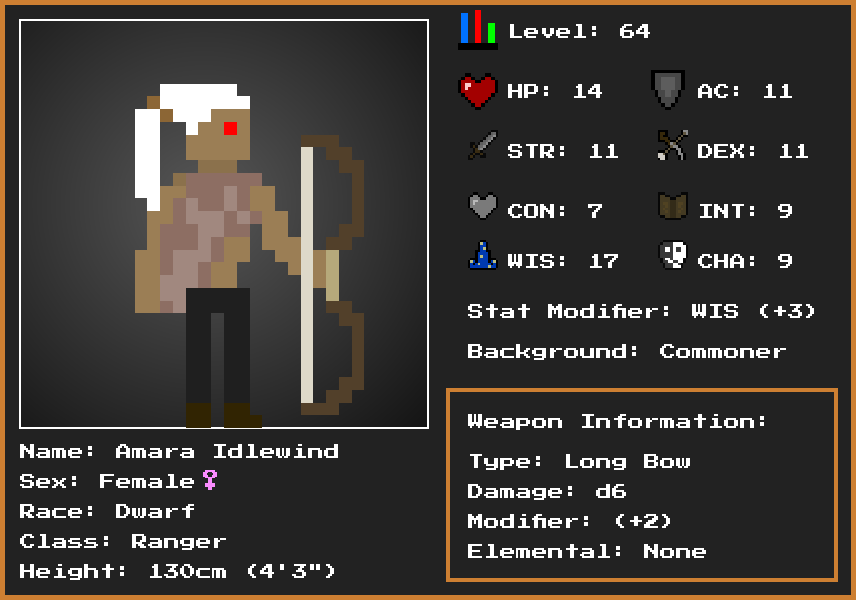 Level: 64
HP: 14 AC: 11
STR: 11 DEX: 11
CON: 7 INT: 9
WIS: 17 CHA: 9
Stat Modifier: WIS (+3)
Background: Commoner
Weapon Information:
Type: Long Bow
Damage: d6
Modifier: (+2)
Elemental: None
Name: Amara Idlewind
Sex: Female♀
Race: Dwarf
Class: Ranger
Height: 130cm (4'3")